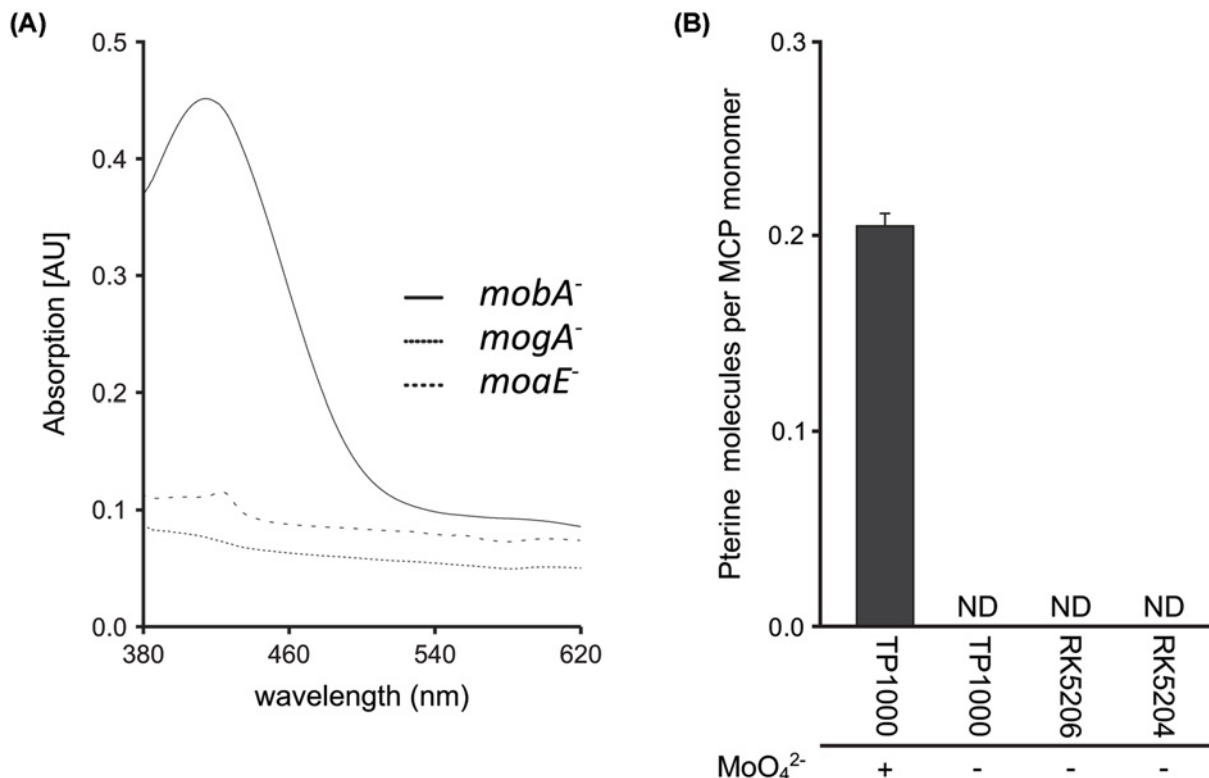 (A)
0.5
0.4
0.3
0.2
0.1
0.0
Absorption [AU]
mobA-
mogA-
moaE-
380
460
540
620
wavelength (nm)
(B)
0.3
0.2
0.1
0.0
Pterine molecules per MCP monomer
ND
ND
ND
TP1000
TP1000
RK5206
RK5204
MoO₄²⁻ + - - -